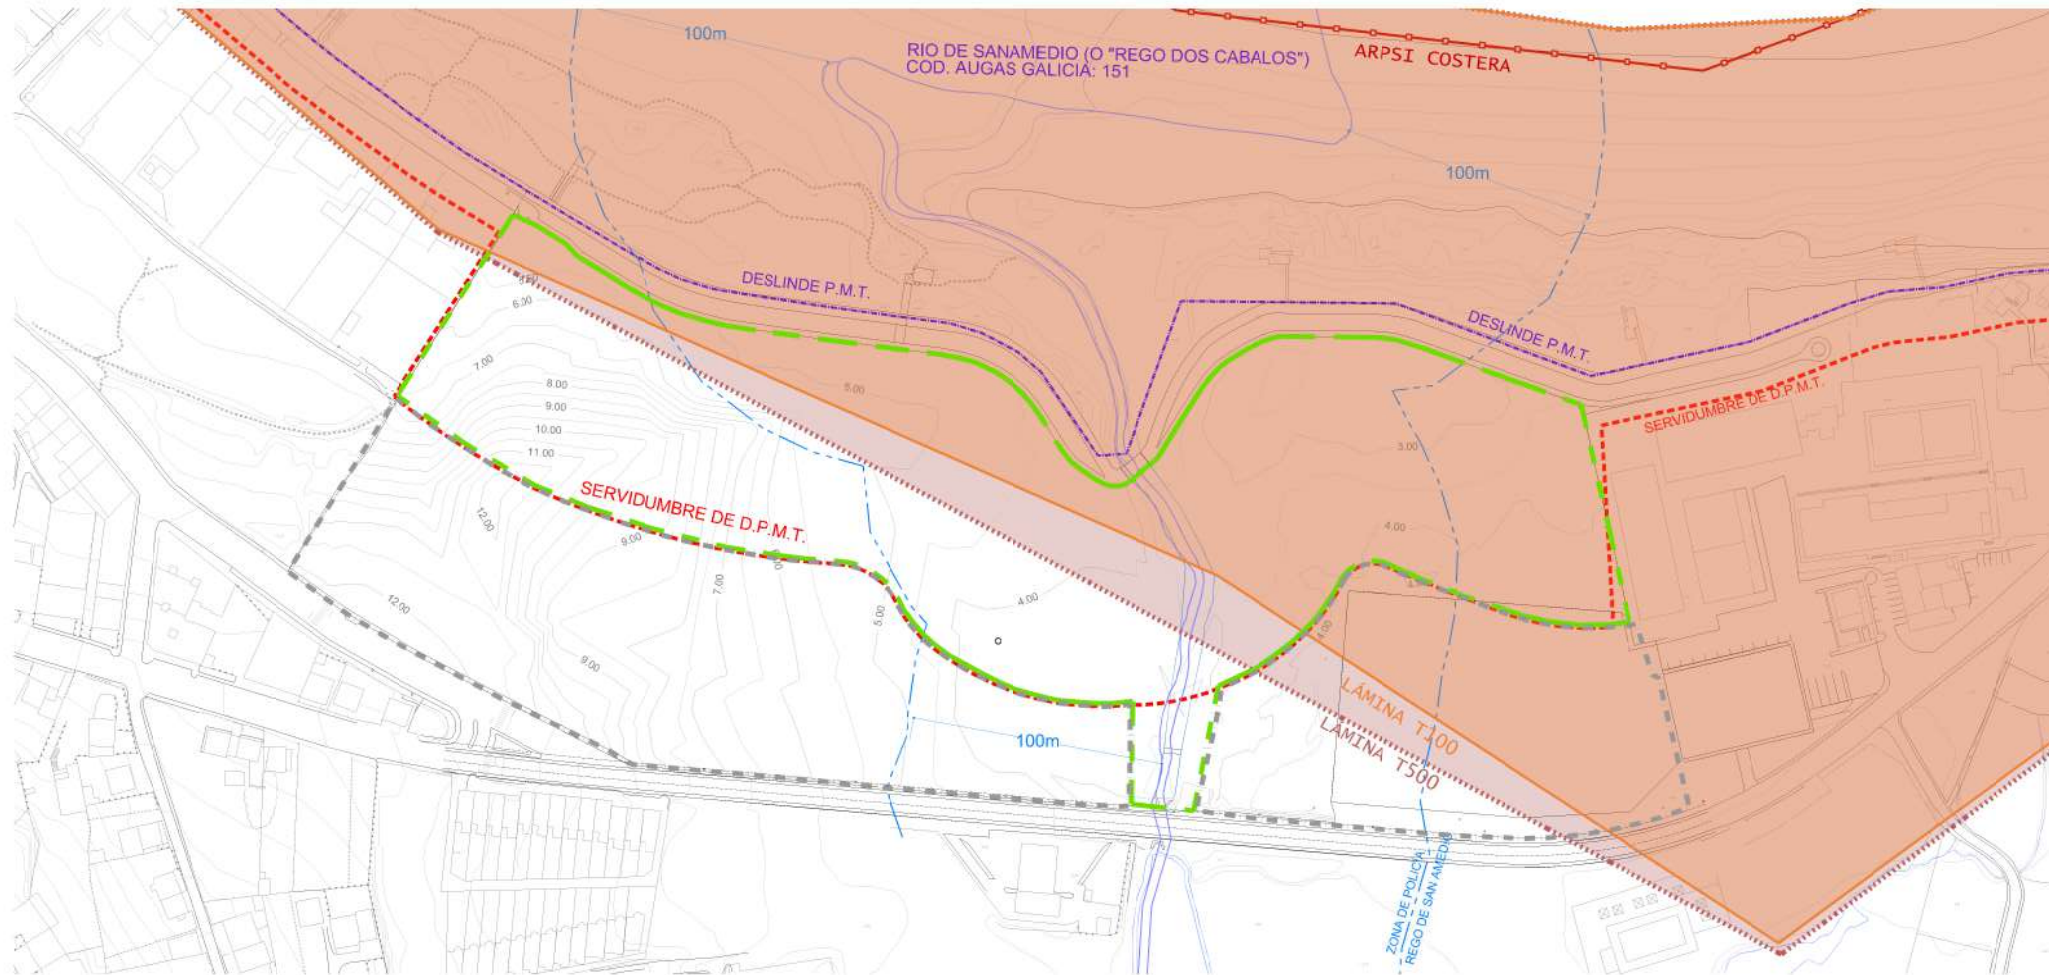 100m
RIO DE SANAMEDIO (O "REGO DOS CABALOS")
COD. AUGAS GALICIA: 151
ARPSI COSTERA
100m
DESLINDE P.M.T.
6.00
7.00
DESLINDE P.M.T.
8.00
5.00
9.00
SERVIDUMBRE DE D.P.M.T.
10.00
3.00
11.00
SERVIDUMBRE DE D.P.M.T.
12.00
9.00
4.00
7.00
4.00
12.00
5.00
4.00
9.00
LÁMINA T100
LÁMINA T500
100m
ZONA DE POLICIA
REGO DE SAN AMEDIO